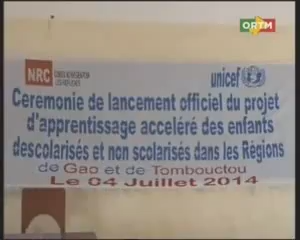 ORTM
NRC
unicef
Ceremonie de lancement officiel du projet
d'apprentissage acceléré des enfants
descolarisés et non scolarisés dans les Régions
de Gao et de Tombouctou
Le 04 Juillet 2014